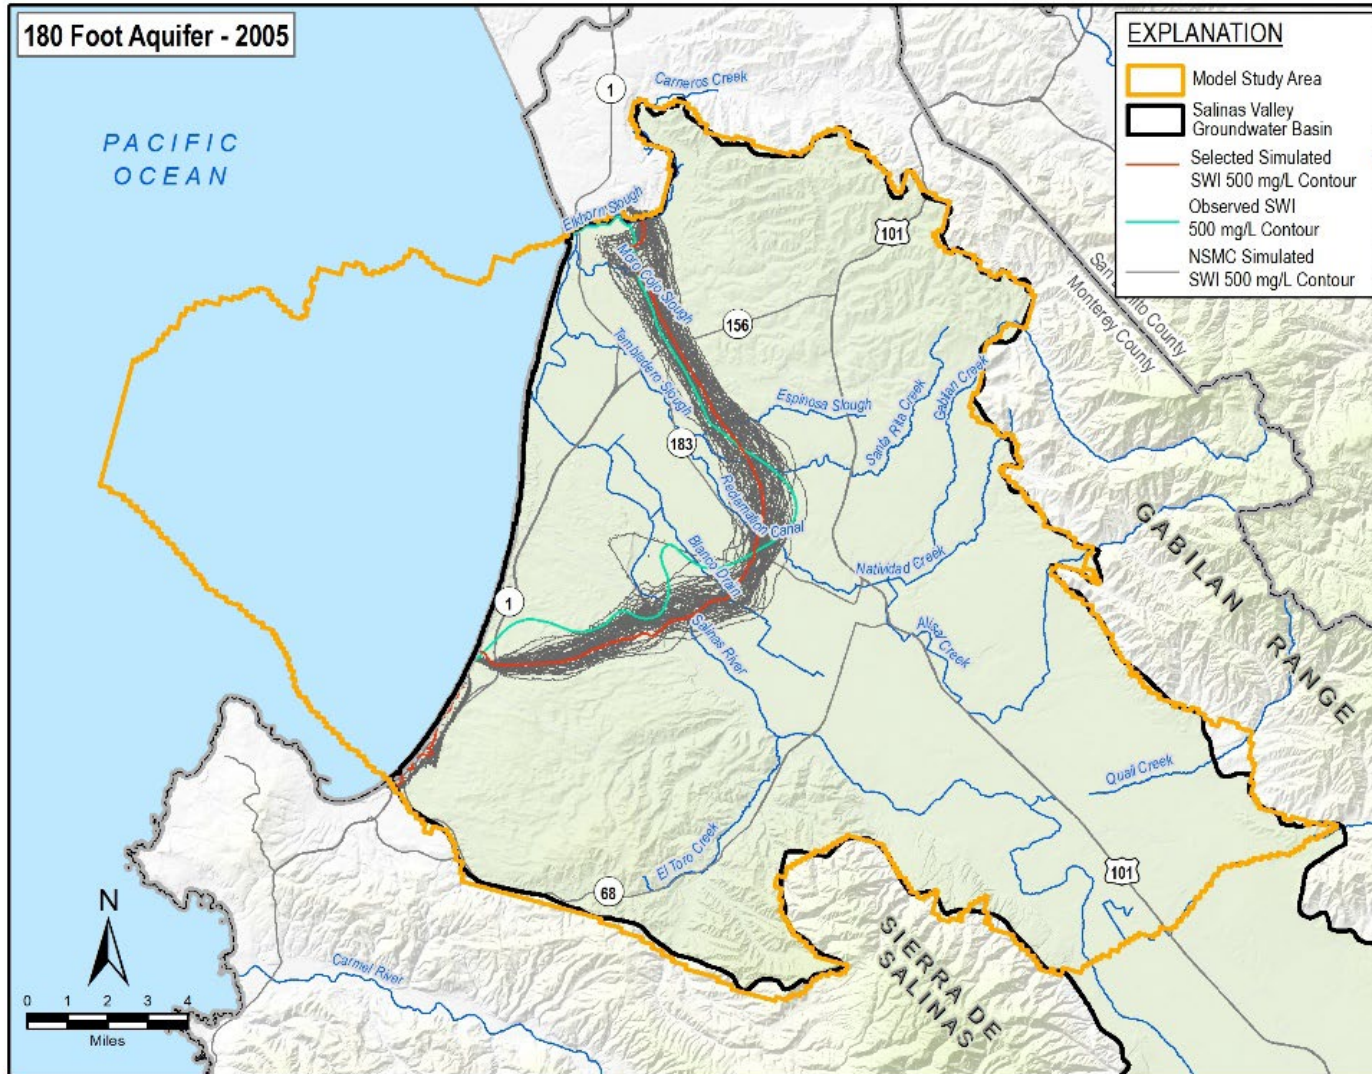 180 Foot Aquifer - 2005
EXPLANATION
Model Study Area
Salinas Valley
Groundwater Basin
Selected Simulated
SWI 500 mg/L Contour
Observed SWI
500 mg/L Contour
NSMC Simulated
SWI 500 mg/L Contour
PACIFIC
OCEAN
1
Carneros Creek
Elkhorn Slough
101
Moro Cojo Slough
San Benito County
Monterey County
156
Tembladero Slough
Espinosa Slough
Santa Rita Creek
Gabilan Creek
183
Reclamation Canal
Blanco Drain
Natividad Creek
GABILAN RANGE
1
Salinas River
Alisal Creek
Quail Creek
El Toro Creek
68
101
SIERRA DE
SALINAS
Carmel River
N
0 1 2 3 4
Miles